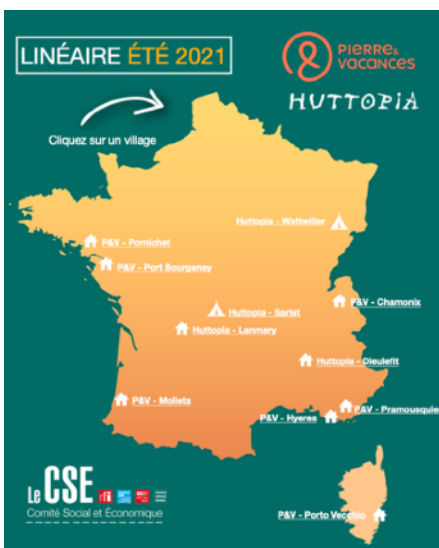 LINÉAIRE ÉTÉ 2021
PIERRE &
VACANCES
HUTTOPIA
Cliquez sur un village
Huttopia - Wattwiller
P&V - Pornichet
P&V - Port Bourgenay
P&V - Chamonix
Huttopia - Sarlat
Huttopia - Lanmary
Huttopia - Dieulefit
P&V - Moliets
P&V - Pramousquier
P&V - Hyeres
Le CSE
rfi
Comité Social et Économique
P&V - Porto Vecchio